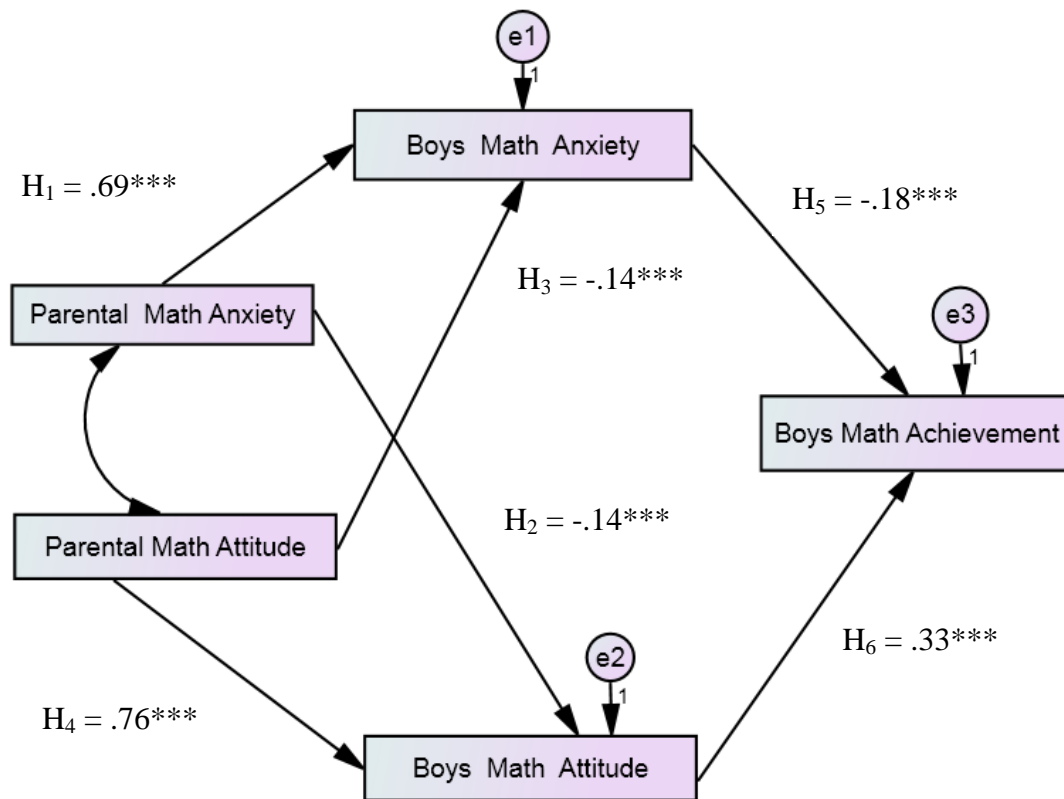 e1
1
Boys Math Anxiety
H₁ = .69***
H₅ = -.18***
H₃ = -.14***
Parental Math Anxiety
e3
1
Boys Math Achievement
Parental Math Attitude
H₂ = -.14***
H₆ = .33***
e2
1
H₄ = .76***
Boys Math Attitude